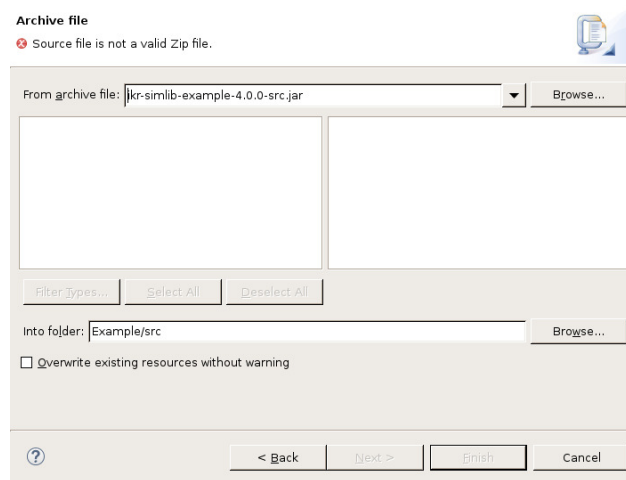 Archive file
Source file is not a valid Zip file.
From archive file: ikr-simlib-example-4.0.0-src.jar Browse...
Filter Types... Select All Deselect All
Into folder: Example/src Browse...
Overwrite existing resources without warning
? < Back Next > Finish Cancel